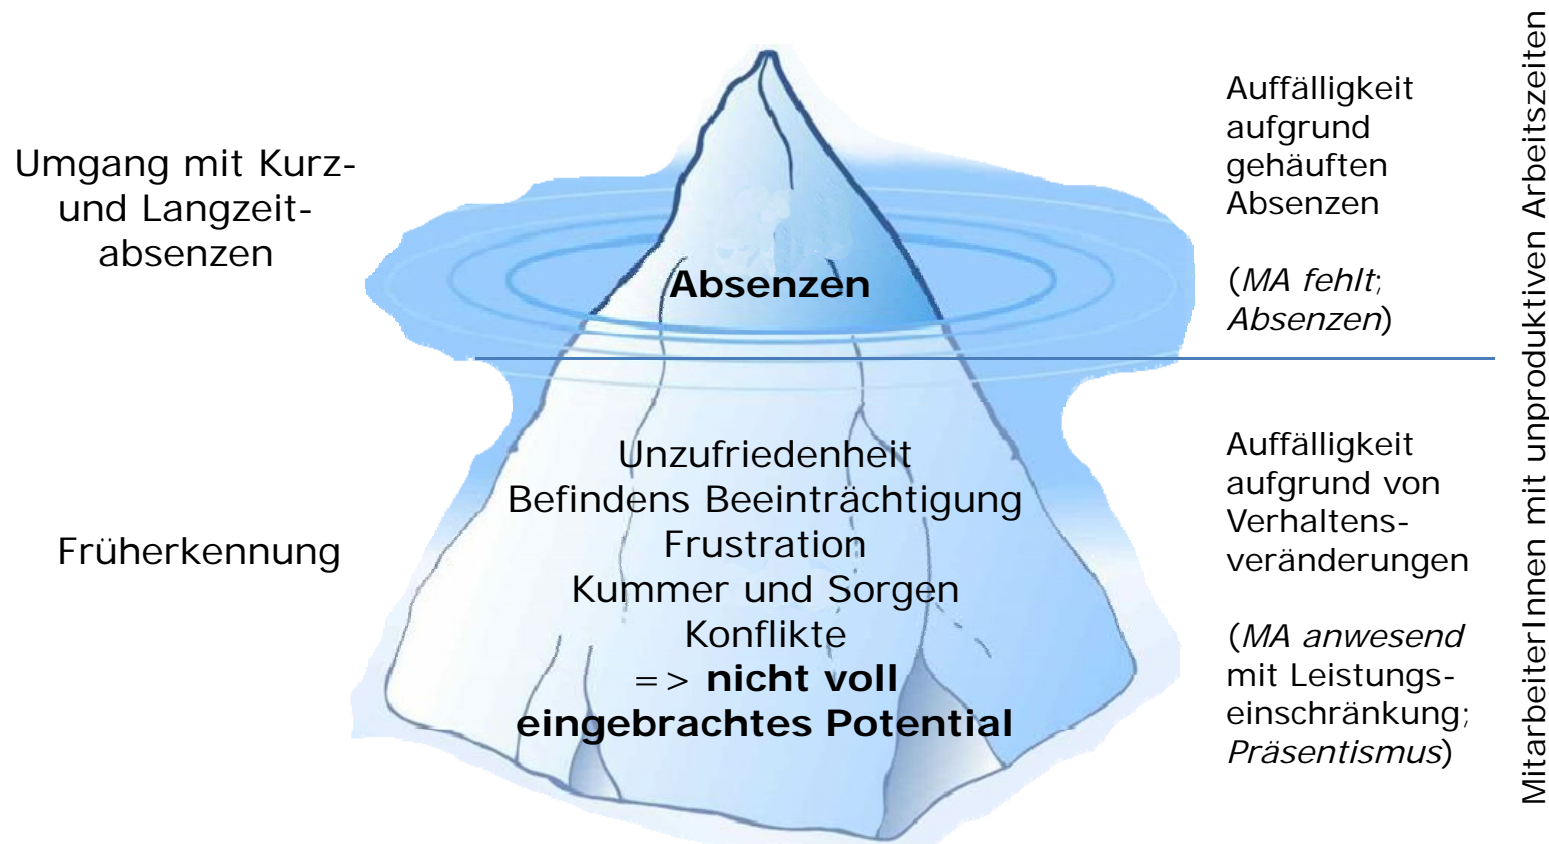 Umgang mit Kurz-
und Langzeit-
absenzen
Absenzen
Auffälligkeit
aufgrund
gehäuften
Absenzen
(MA fehlt;
Absenzen)
Früherkennung
Unzufriedenheit
Befindens Beeinträchtigung
Frustration
Kummer und Sorgen
Konflikte
=> nicht voll
eingebrachtes Potential
Auffälligkeit
aufgrund von
Verhaltens-
veränderungen
(MA anwesend
mit Leistungs-
einschränkung;
Präsentismus)
MitarbeiterInnen mit unproduktiven Arbeitszeiten